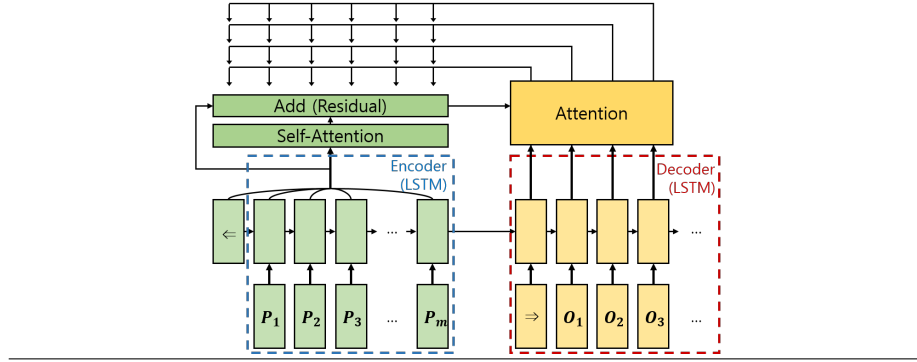 Add (Residual)
Attention
Self-Attention
Encoder
(LSTM)
Decoder
(LSTM)
⇐
...
...
P₁ P₂ P₃ ... Pₘ
⇒ O₁ O₂ O₃ ...